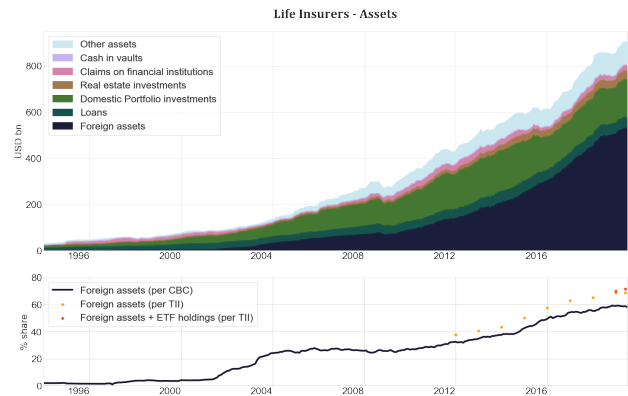 Life Insurers - Assets
Other assets
Cash in vaults
Claims on financial institutions
Real estate investments
Domestic Portfolio investments
Loans
Foreign assets
USD bn
800
600
400
200
0
1996 2000 2004 2008 2012 2016
Foreign assets (per CBC)
Foreign assets (per TII)
Foreign assets + ETF holdings (per TII)
% share
80
60
40
20
0
1996 2000 2004 2008 2012 2016